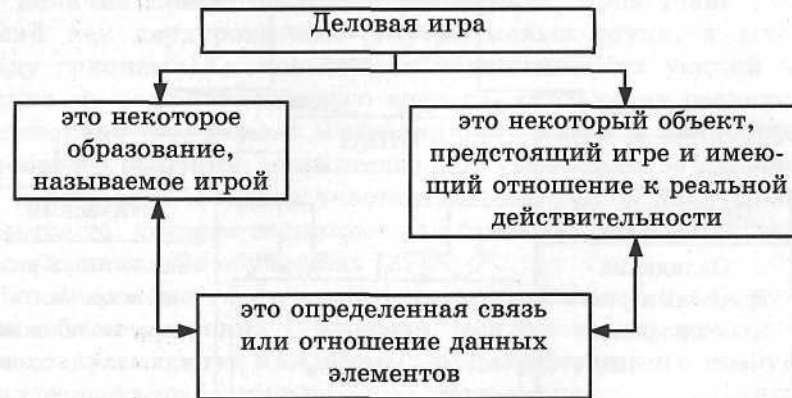 Деловая игра
это некоторое
образование,
называемое игрой
это некоторый объект,
предстоящий игре и имею-
щий отношение к реальной
действительности
это определенная связь
или отношение данных
элементов